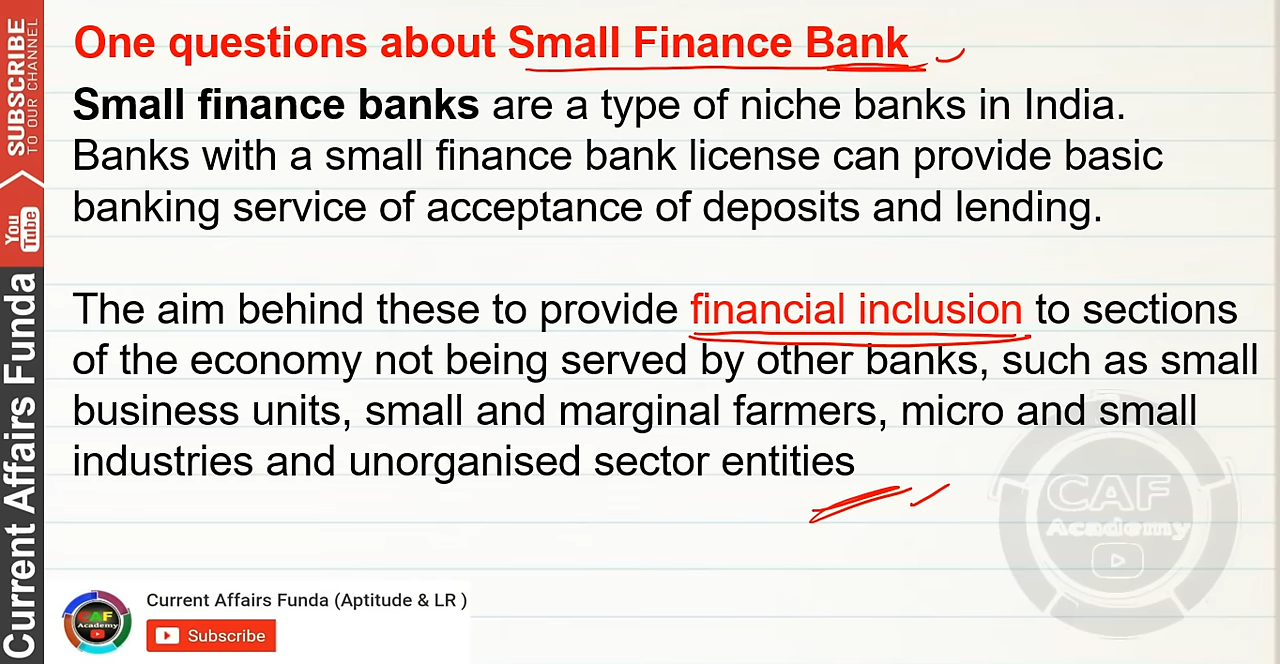 One questions about Small Finance Bank
Small finance banks are a type of niche banks in India.
Banks with a small finance bank license can provide basic
banking service of acceptance of deposits and lending.
The aim behind these to provide financial inclusion to sections
of the economy not being served by other banks, such as small
business units, small and marginal farmers, micro and small
industries and unorganised sector entities
SUBSCRIBE
TO OUR CHANNEL
You
Tube
Current Affairs Funda
CAF
Academy
CAF
Academy
Current Affairs Funda (Aptitude & LR )
Subscribe